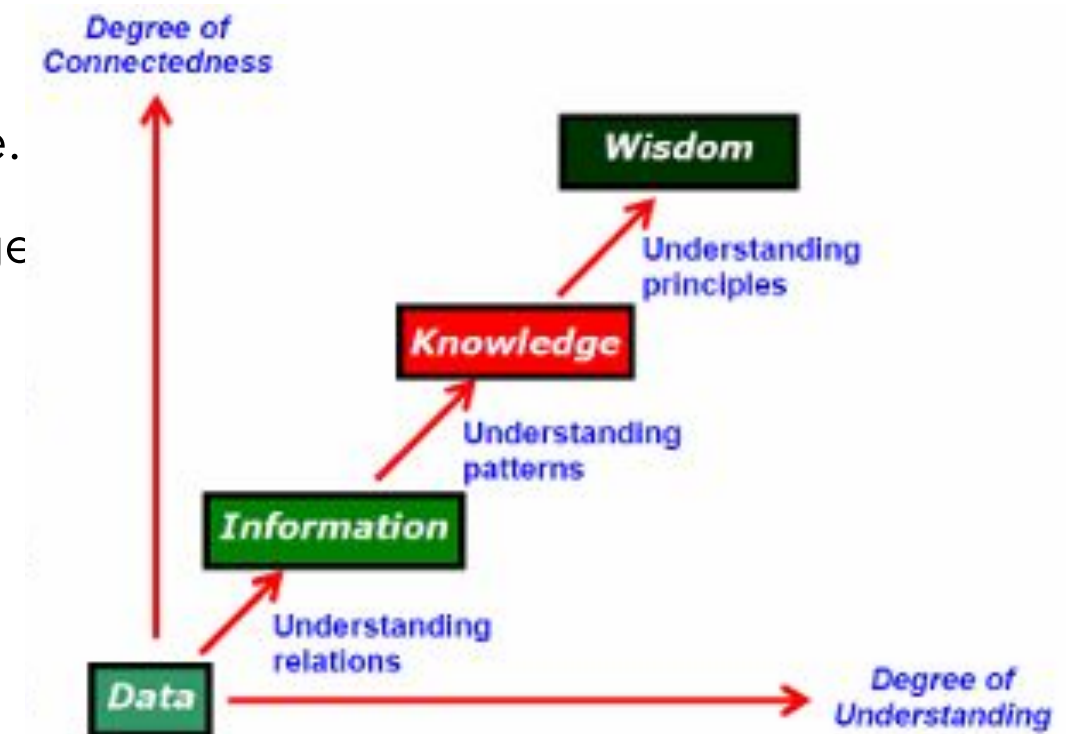 Degree of
Connectedness
e.
Wisdom
Understanding
principles
Knowledge
Understanding
patterns
Information
Understanding
relations
Data
Degree of
Understanding